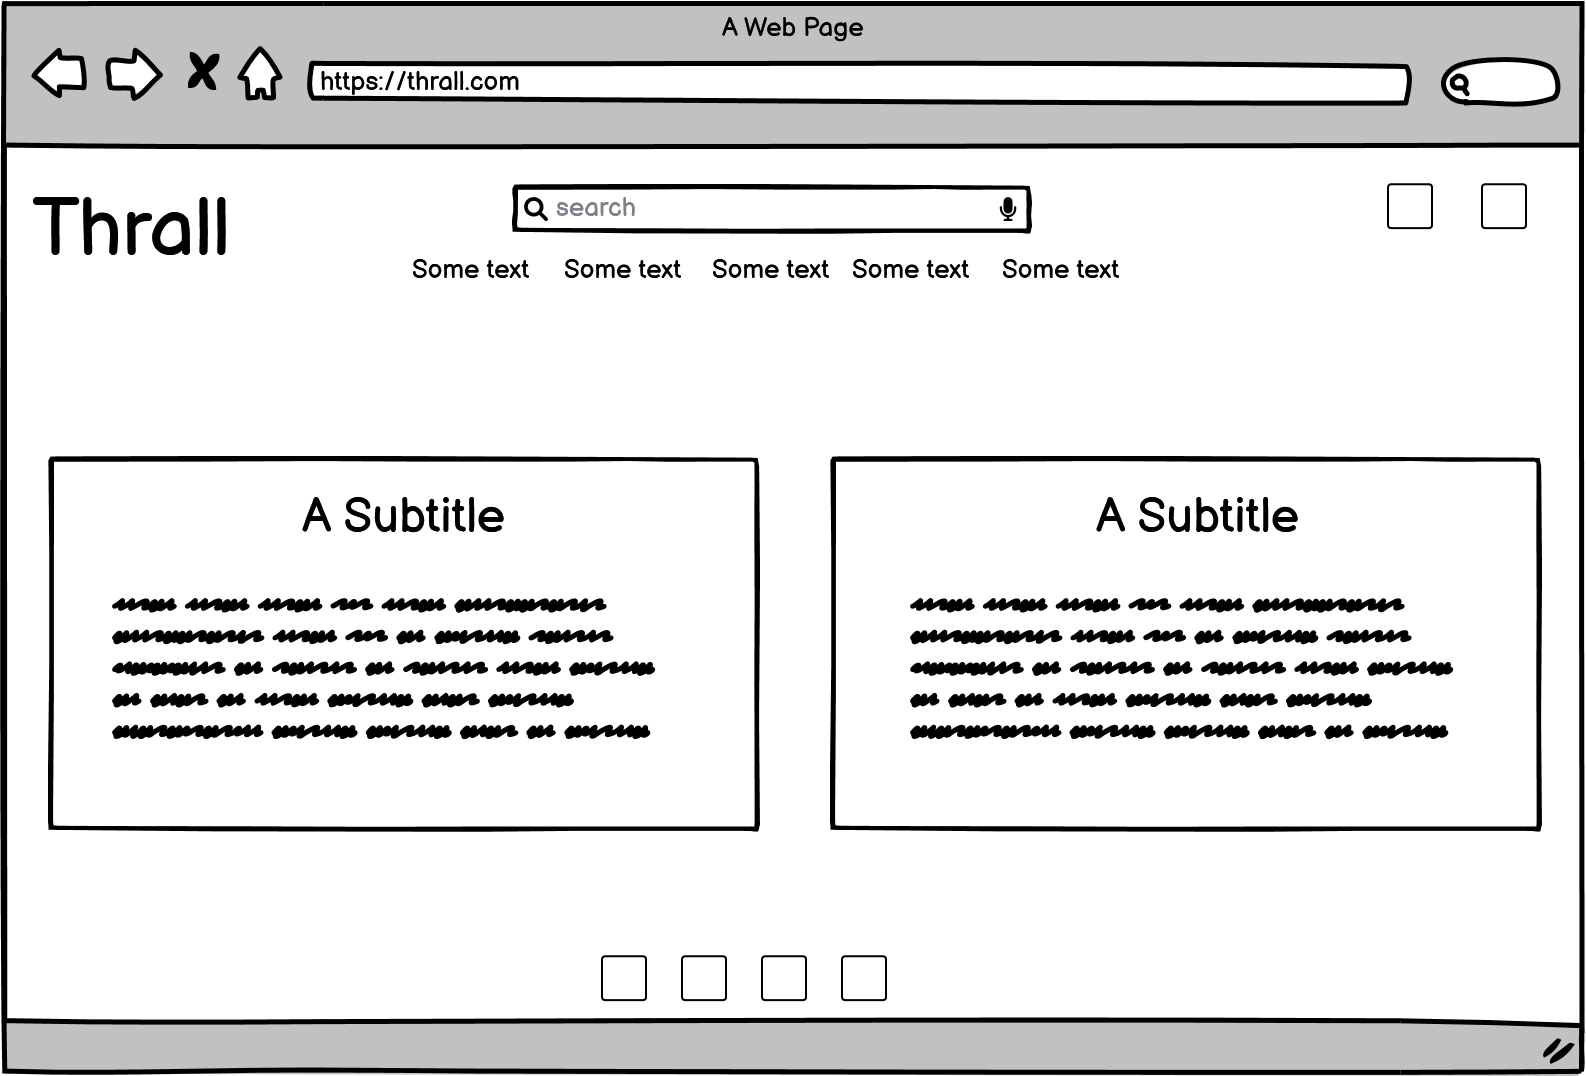 A Web Page
https://thrall.com
Thrall
search
Some text Some text Some text Some text Some text
A Subtitle
A Subtitle